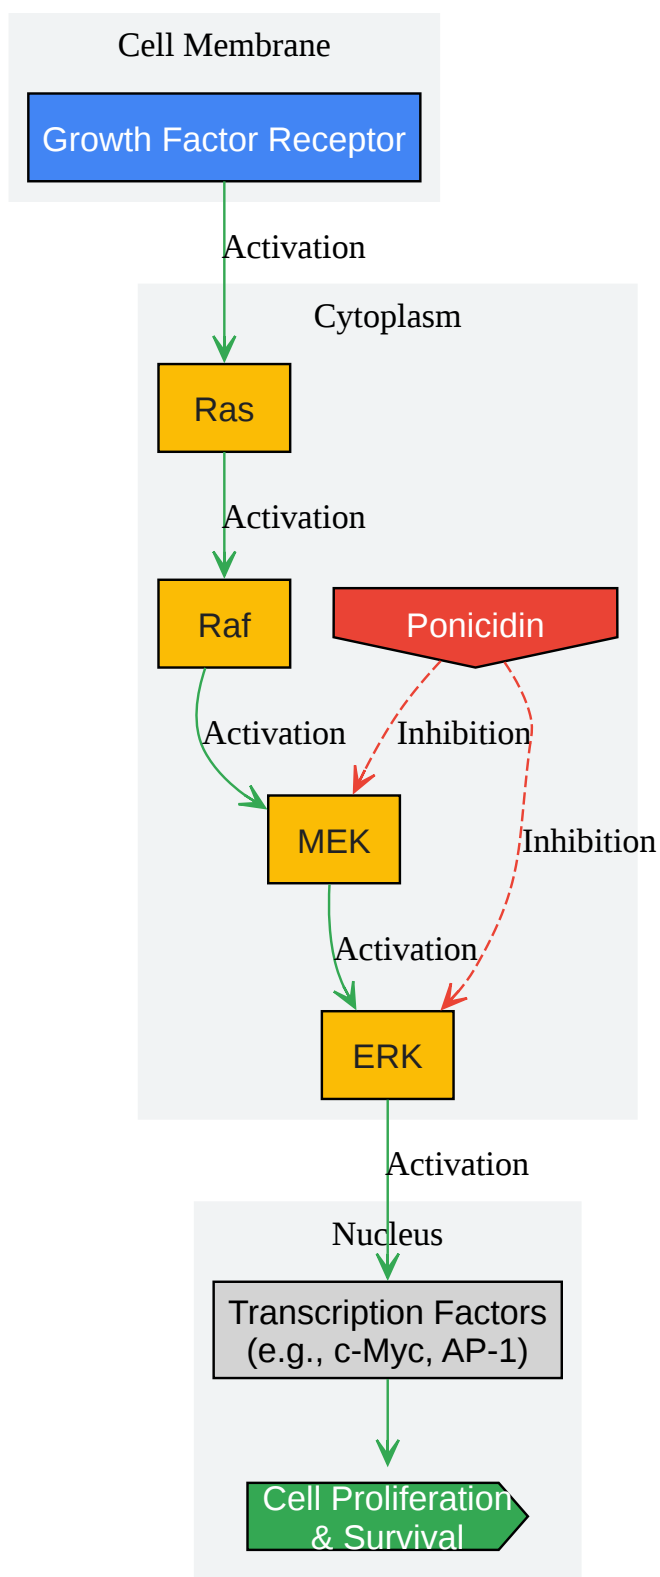 Cell Membrane
Growth Factor Receptor
Activation
Cytoplasm
Ras
Activation
Raf
Ponicidin
Activation
Inhibition
MEK
Inhibition
Activation
ERK
Activation
Nucleus
Transcription Factors
(e.g., c-Myc, AP-1)
Cell Proliferation
& Survival